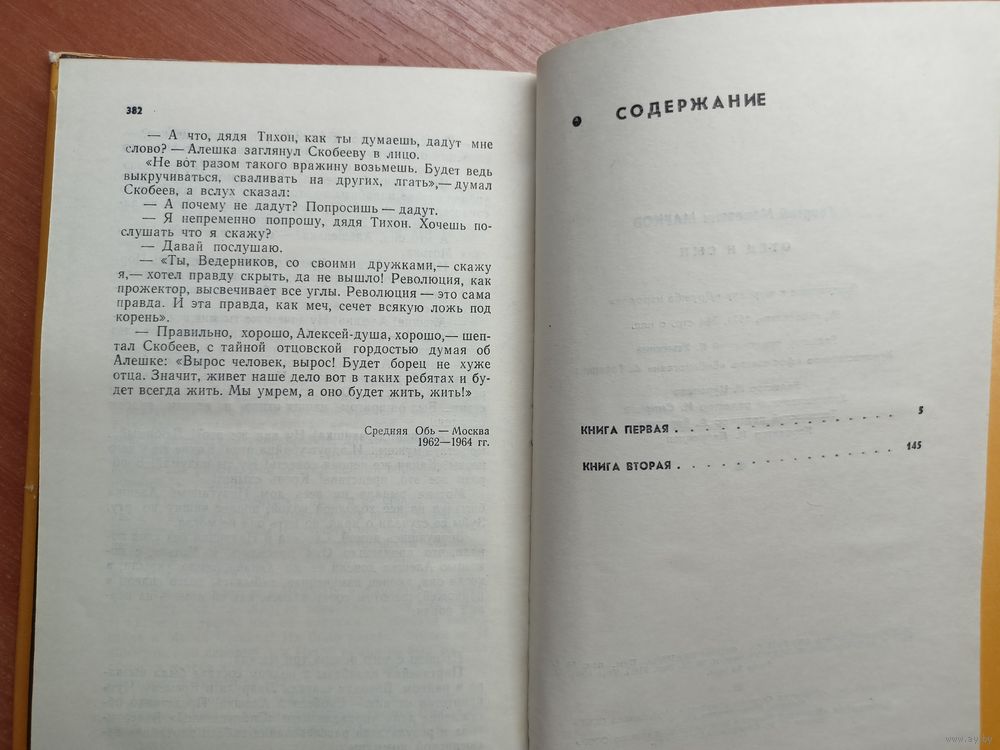 382
— А что, дядя Тихон, как ты думаешь, дадут мне
слово? — Алешка заглянул Скобееву в лицо.
«Не вот разом такого вражину возьмешь. Будет ведь
выкручиваться, сваливать на других, лгать»,— думал
Скобеев, а вслух сказал:
— А почему не дадут? Попросишь — дадут.
— Я непременно попрошу, дядя Тихон. Хочешь по-
слушать что я скажу?
— Давай послушаю.
— «Ты, Ведерников, со своими дружками,— скажу
я,— хотел правду скрыть, да не вышло! Революция, как
прожектор, высвечивает все углы. Революция — это сама
правда. И эта правда, как меч, сечет всякую ложь под
корень».
— Правильно, хорошо, Алексей-душа, хорошо,— шеп-
тал Скобеев, с тайной отцовской гордостью думая об
Алешке: «Вырос человек, вырос! Будет борец не хуже
отца. Значит, живет наше дело вот в таких ребятах и бу-
дет всегда жить. Мы умрем, а оно будет жить, жить!»
Средняя Обь — Москва
1962—1964 гг.
СОДЕРЖАНИЕ
КНИГА ПЕРВАЯ . . . . . . . . . . . . . . 5
КНИГА ВТОРАЯ . . . . . . . . . . . . . . 145
www.ay.by